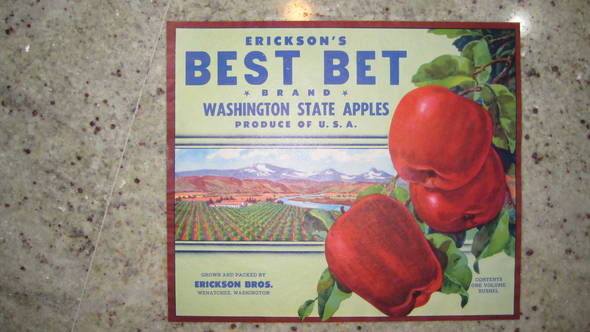 ERICKSON'S
BEST BET
★ BRAND ★
WASHINGTON STATE APPLES
PRODUCE OF U. S. A.
GROWN AND PACKED BY
ERICKSON BROS.
WENATCHEE, WASHINGTON
CONTENTS
ONE VOLUME
BUSHEL